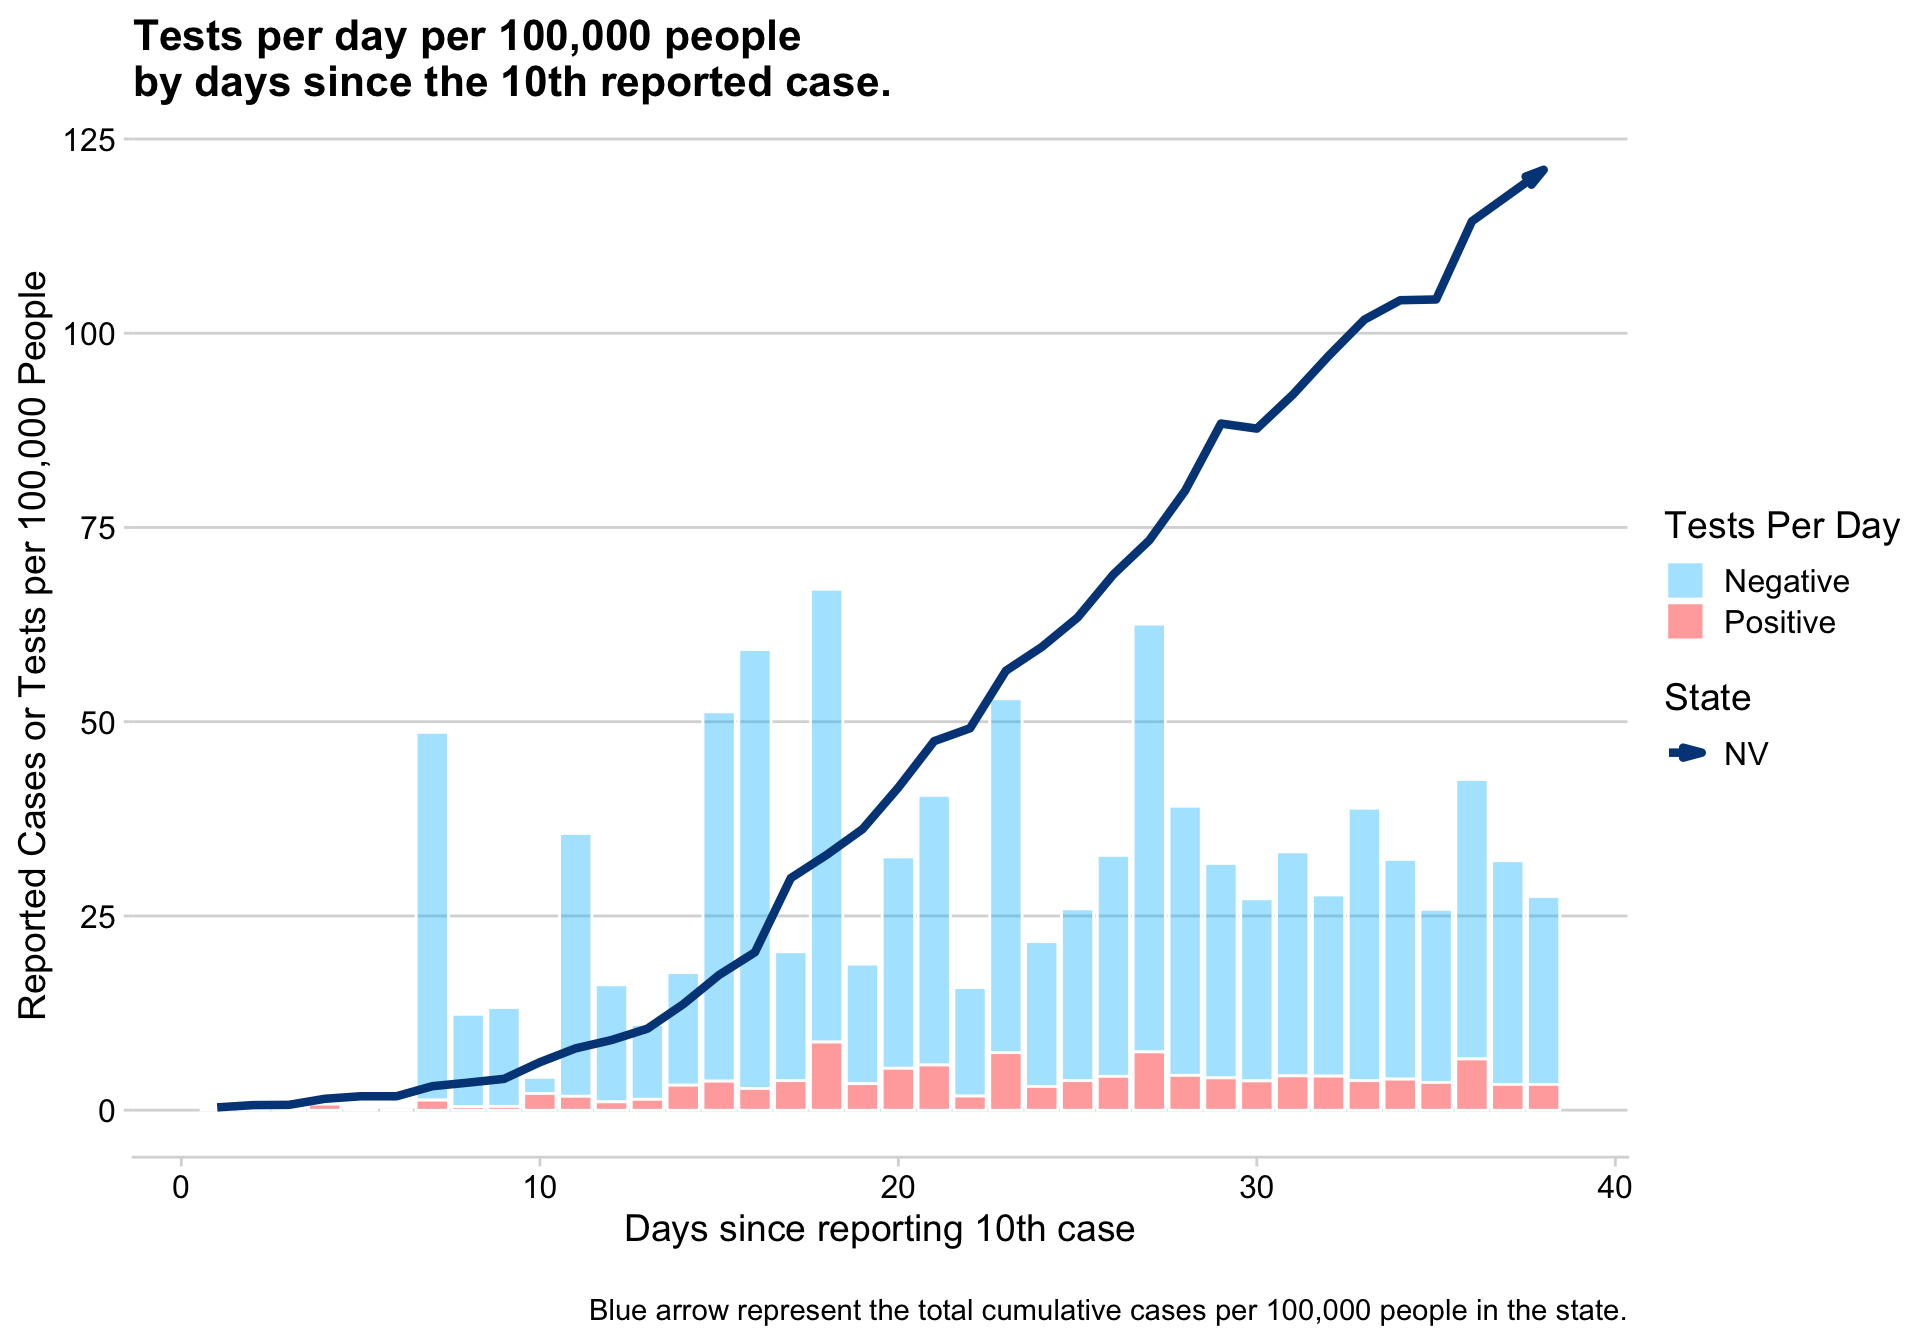 Tests per day per 100,000 people
by days since the 10th reported case.
Reported Cases or Tests per 100,000 People
125
100
75
50
25
0
0
10
20
30
40
Days since reporting 10th case
Tests Per Day
Negative
Positive
State
NV
Blue arrow represent the total cumulative cases per 100,000 people in the state.